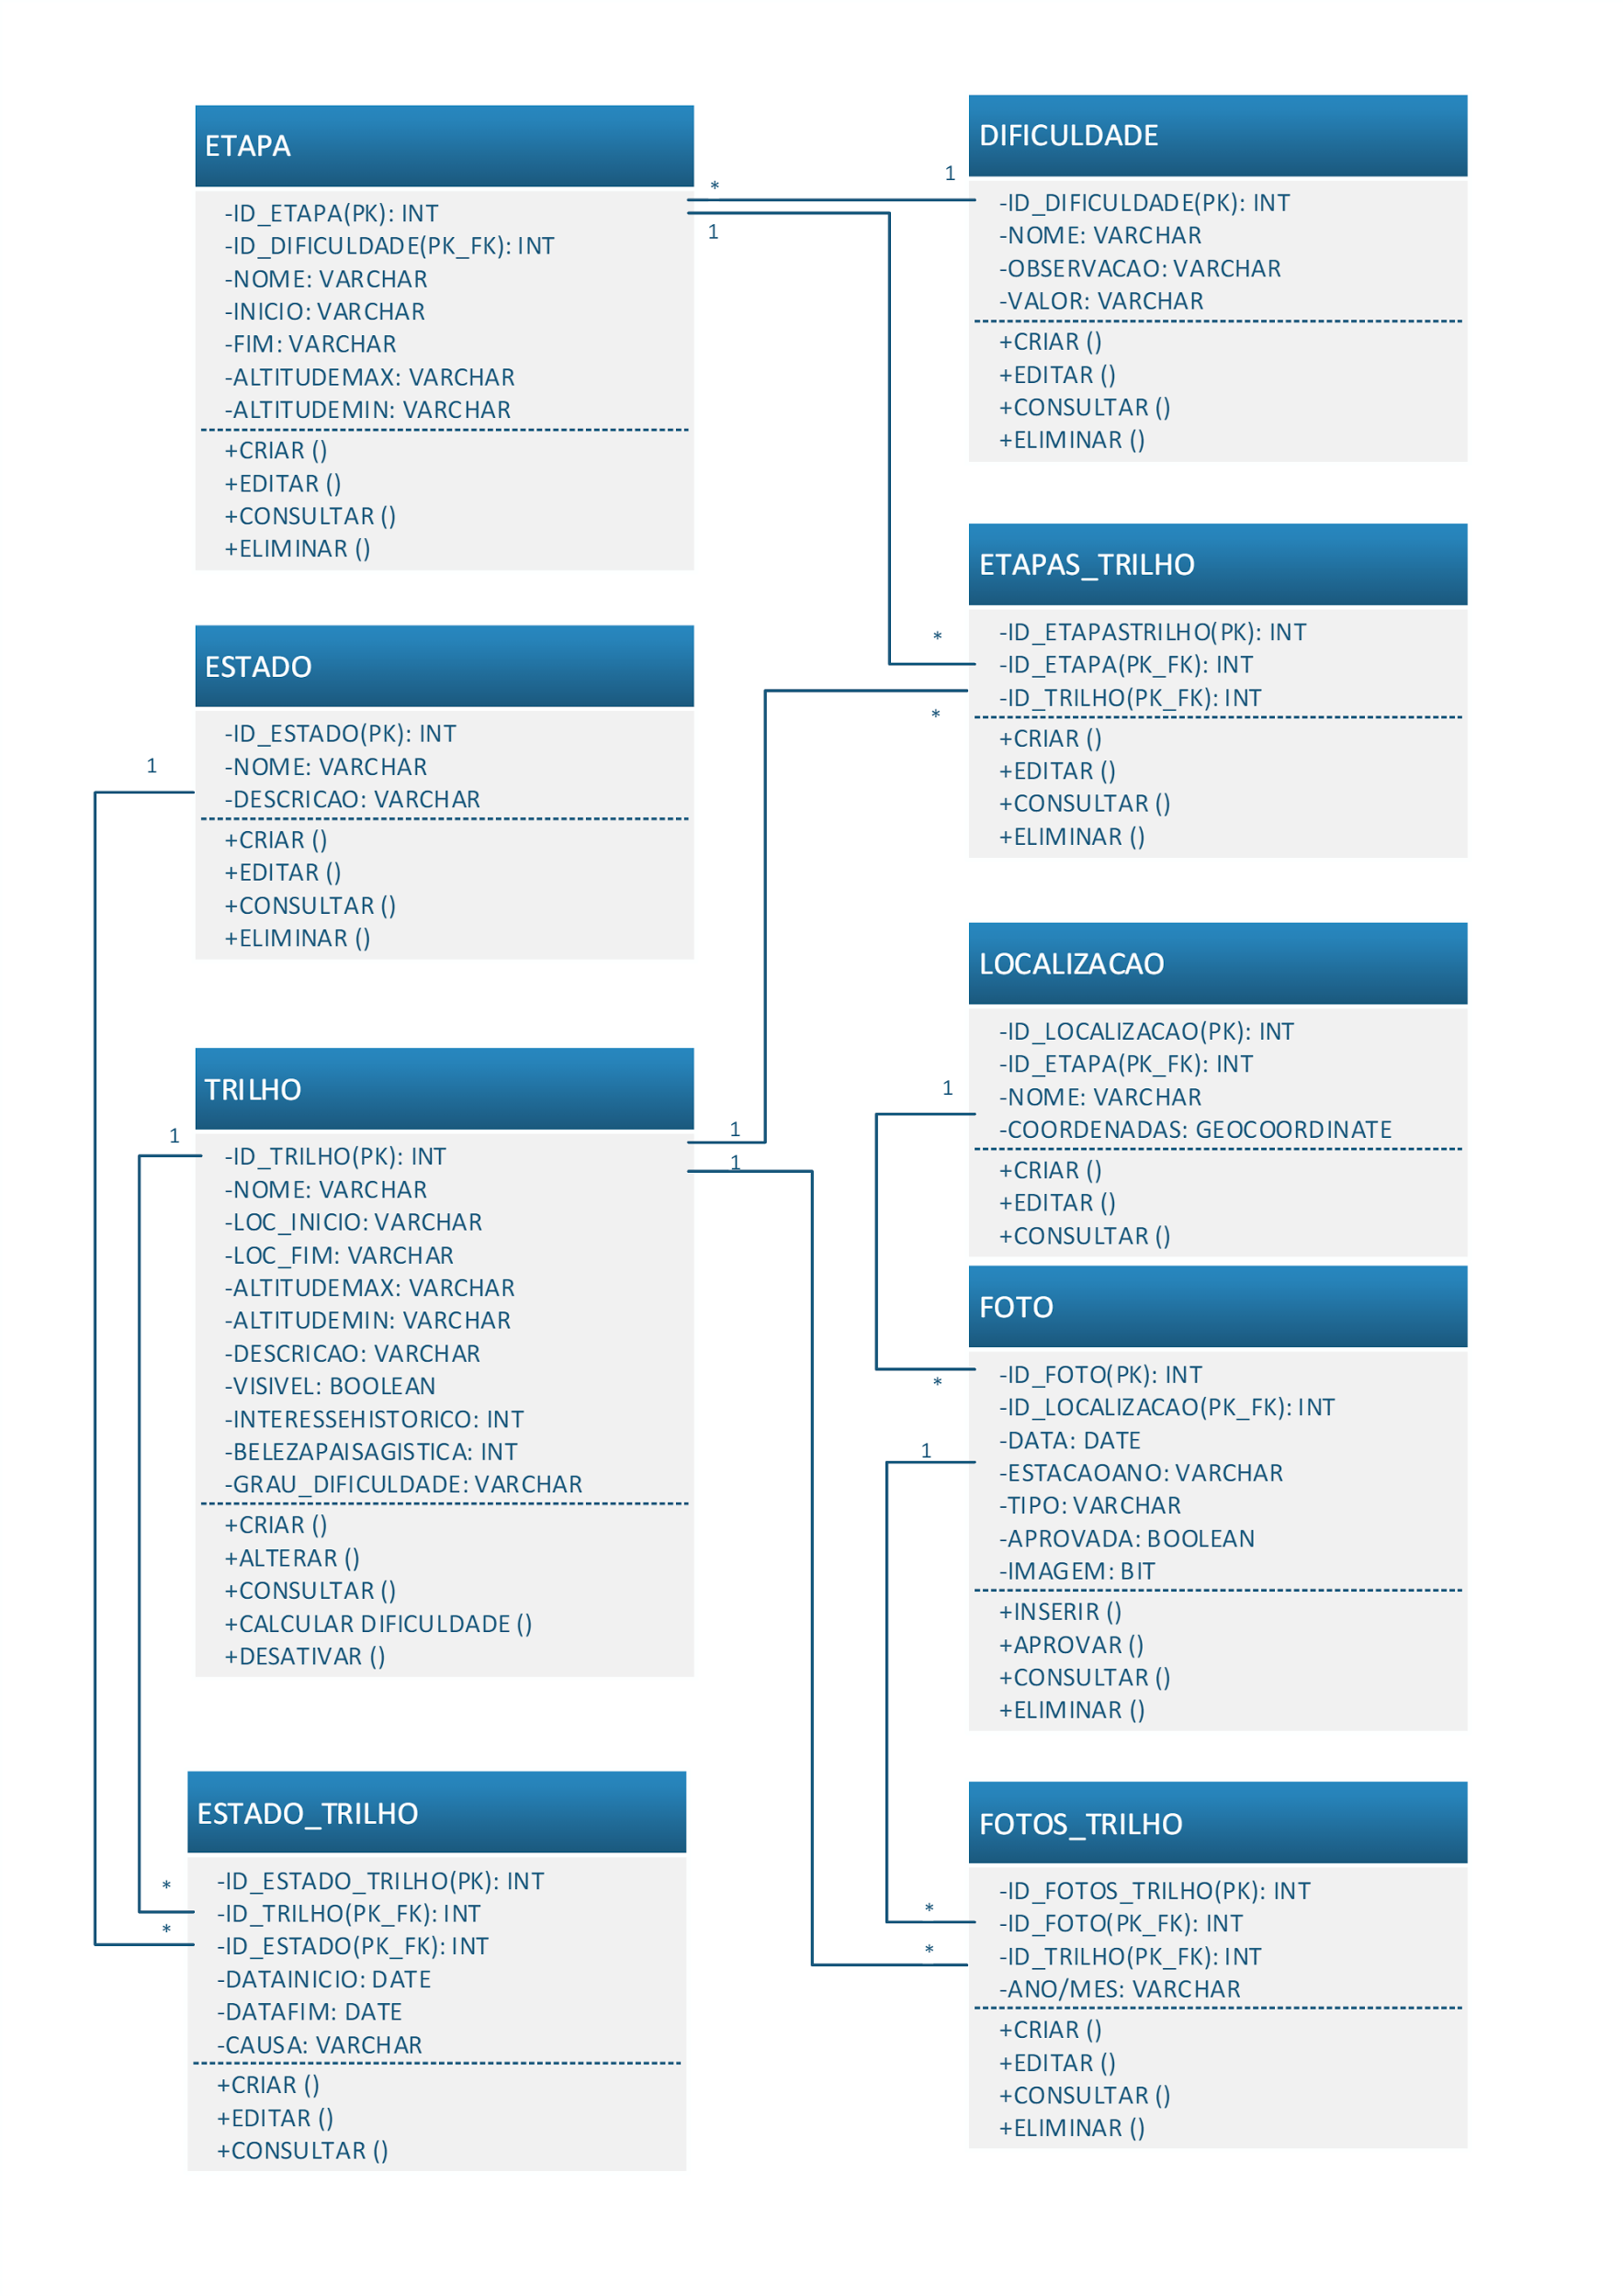 ETAPA
-ID_ETAPA(PK): INT
-ID_DIFICULDADE(PK_FK): INT
-NOME: VARCHAR
-INICIO: VARCHAR
-FIM: VARCHAR
-ALTITUDEMAX: VARCHAR
-ALTITUDEMIN: VARCHAR
+CRIAR ()
+EDITAR ()
+CONSULTAR ()
+ELIMINAR ()
*
1
1
DIFICULDADE
-ID_DIFICULDADE(PK): INT
-NOME: VARCHAR
-OBSERVACAO: VARCHAR
-VALOR: VARCHAR
+CRIAR ()
+EDITAR ()
+CONSULTAR ()
+ELIMINAR ()
ETAPAS_TRILHO
-ID_ETAPASTRILHO(PK): INT
-ID_ETAPA(PK_FK): INT
-ID_TRILHO(PK_FK): INT
+CRIAR ()
+EDITAR ()
+CONSULTAR ()
+ELIMINAR ()
*
*
ESTADO
-ID_ESTADO(PK): INT
-NOME: VARCHAR
-DESCRICAO: VARCHAR
+CRIAR ()
+EDITAR ()
+CONSULTAR ()
+ELIMINAR ()
1
LOCALIZACAO
-ID_LOCALIZACAO(PK): INT
-ID_ETAPA(PK_FK): INT
-NOME: VARCHAR
-COORDENADAS: GEOCOORDINATE
+CRIAR ()
+EDITAR ()
+CONSULTAR ()
1
TRILHO
-ID_TRILHO(PK): INT
-NOME: VARCHAR
-LOC_INICIO: VARCHAR
-LOC_FIM: VARCHAR
-ALTITUDEMAX: VARCHAR
-ALTITUDEMIN: VARCHAR
-DESCRICAO: VARCHAR
-VISIVEL: BOOLEAN
-INTERESSEHISTORICO: INT
-BELEZAPAISAGISTICA: INT
-GRAU_DIFICULDADE: VARCHAR
+CRIAR ()
+ALTERAR ()
+CONSULTAR ()
+CALCULAR DIFICULDADE ()
+DESATIVAR ()
1
1
1
FOTO
-ID_FOTO(PK): INT
-ID_LOCALIZACAO(PK_FK): INT
-DATA: DATE
-ESTACAOANO: VARCHAR
-TIPO: VARCHAR
-APROVADA: BOOLEAN
-IMAGEM: BIT
+INSERIR ()
+APROVAR ()
+CONSULTAR ()
+ELIMINAR ()
*
1
ESTADO_TRILHO
-ID_ESTADO_TRILHO(PK): INT
-ID_TRILHO(PK_FK): INT
-ID_ESTADO(PK_FK): INT
-DATAINICIO: DATE
-DATAFIM: DATE
-CAUSA: VARCHAR
+CRIAR ()
+EDITAR ()
+CONSULTAR ()
*
*
FOTOS_TRILHO
-ID_FOTOS_TRILHO(PK): INT
-ID_FOTO(PK_FK): INT
-ID_TRILHO(PK_FK): INT
-ANO/MES: VARCHAR
+CRIAR ()
+EDITAR ()
+CONSULTAR ()
+ELIMINAR ()
*
*